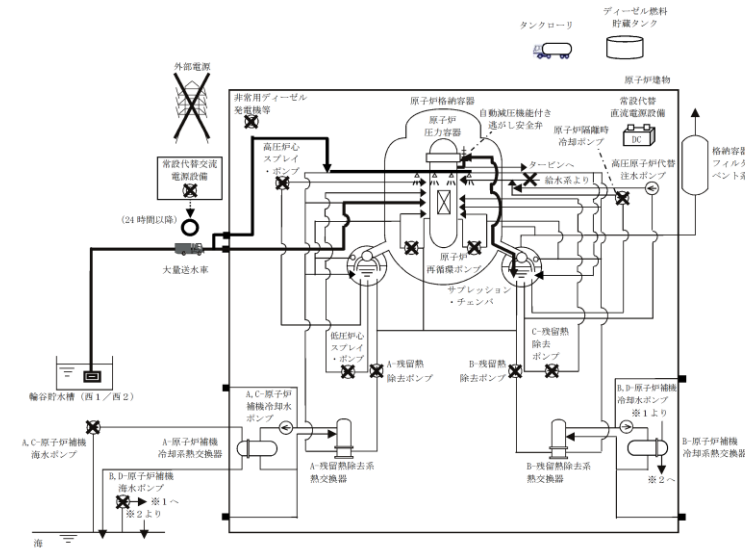 タンクローリ
ディーゼル燃料
貯蔵タンク
外部電源
原子炉建物
非常用ディーゼル
発電機等
原子炉格納容器
原子炉
圧力容器
自動減圧機能付き
逃がし安全弁
常設代替
直流電源設備
DC
原子炉隔離時
冷却ポンプ
高圧炉心
スプレイ
・ポンプ
タービンへ
給水系より
高圧原子炉代替
注水ポンプ
格納容器
フィルタ
ベント系
常設代替交流
電源設備
(24 時間以降)
大量送水車
原子炉
再循環ポンプ
サプレッション
・チェンバ
低圧炉心
スプレイ
・ポンプ
A-残留熱
除去ポンプ
B-残留熱
除去ポンプ
C-残留熱
除去
ポンプ
輪谷貯水槽（西1／西2）
A,C-原子炉
補機冷却水
ポンプ
B,D-原子炉補機
冷却水ポンプ
※1より
A,C-原子炉補機
海水ポンプ
A-原子炉補機
冷却系熱交換器
A-残留熱除去系
熱交換器
B-残留熱除去系
熱交換器
B-原子炉補機
冷却系熱交換器
※2へ
B,D-原子炉補機
海水ポンプ
※1へ
※2より
海